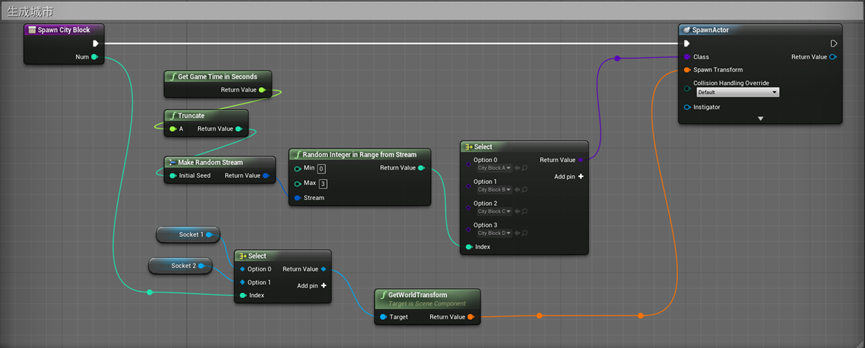 生成城市
Spawn City Block
Num
Get Game Time in Seconds
Return Value
Truncate
A Return Value
Make Random Stream
Initial Seed Return Value
Random Integer in Range from Stream
Min 0 Return Value
Max 3
Stream
Select
Option 0 Return Value
City Block A
Add pin
Option 1
City Block B
Option 2
City Block C
Option 3
City Block D
Index
SpawnActor
Class Return Value
Spawn Transform
Collision Handling Override
Default
Instigator
Socket 1
Socket 2
Select
Option 0 Return Value
Option 1
Add pin
Index
GetWorldTransform
Target is Scene Component
Target Return Value